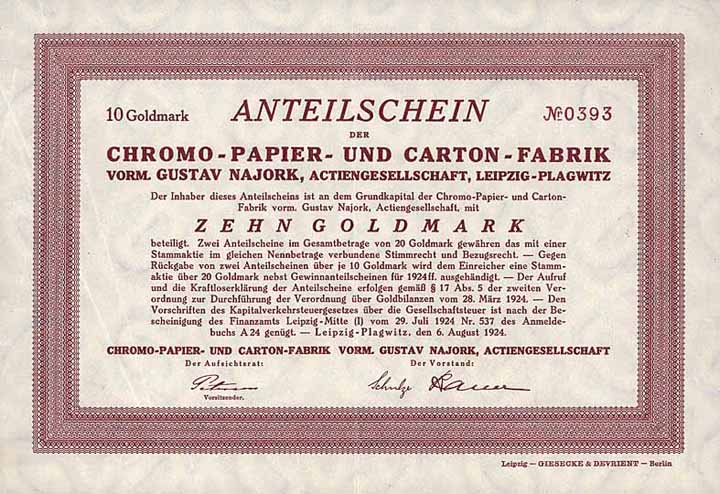 10 Goldmark ANTEILSCHEIN № 0393
DER
CHROMO-PAPIER- UND CARTON-FABRIK
VORM. GUSTAV NAJORK, ACTIENGESELLSCHAFT, LEIPZIG-PLAGWITZ
Der Inhaber dieses Anteilscheins ist an dem Grundkapital der Chromo-Papier- und Carton-
Fabrik vorm. Gustav Najork, Actiengesellschaft, mit
ZEHN GOLDMARK
beteiligt. Zwei Anteilscheine im Gesamtbetrage von 20 Goldmark gewähren das mit einer
Stammaktie im gleichen Nennbetrage verbundene Stimmrecht und Bezugsrecht. — Gegen
Rückgabe von zwei Anteilscheinen über je 10 Goldmark wird dem Einreicher eine Stamm-
aktie über 20 Goldmark nebst Gewinnanteilscheinen für 1924ff. ausgehändigt. — Der Aufruf
und die Kraftloserklärung der Anteilscheine erfolgen gemäß § 17 Abs. 5 der zweiten Ver-
ordnung zur Durchführung der Verordnung über Goldbilanzen vom 28. März 1924. — Den
Vorschriften des Kapitalverkehrsteuergesetzes über die Gesellschaftsteuer ist nach der Be-
scheinigung des Finanzamts Leipzig-Mitte (I) vom 29. Juli 1924 Nr. 537 des Anmelde-
buchs A 24 genügt. — Leipzig-Plagwitz, den 6. August 1924.
CHROMO-PAPIER- UND CARTON-FABRIK VORM. GUSTAV NAJORK, ACTIENGESELLSCHAFT
Der Aufsichtsrat: Der Vorstand:
Schulze
Vorsitzender.
Leipzig — GIESECKE & DEVRIENT — Berlin